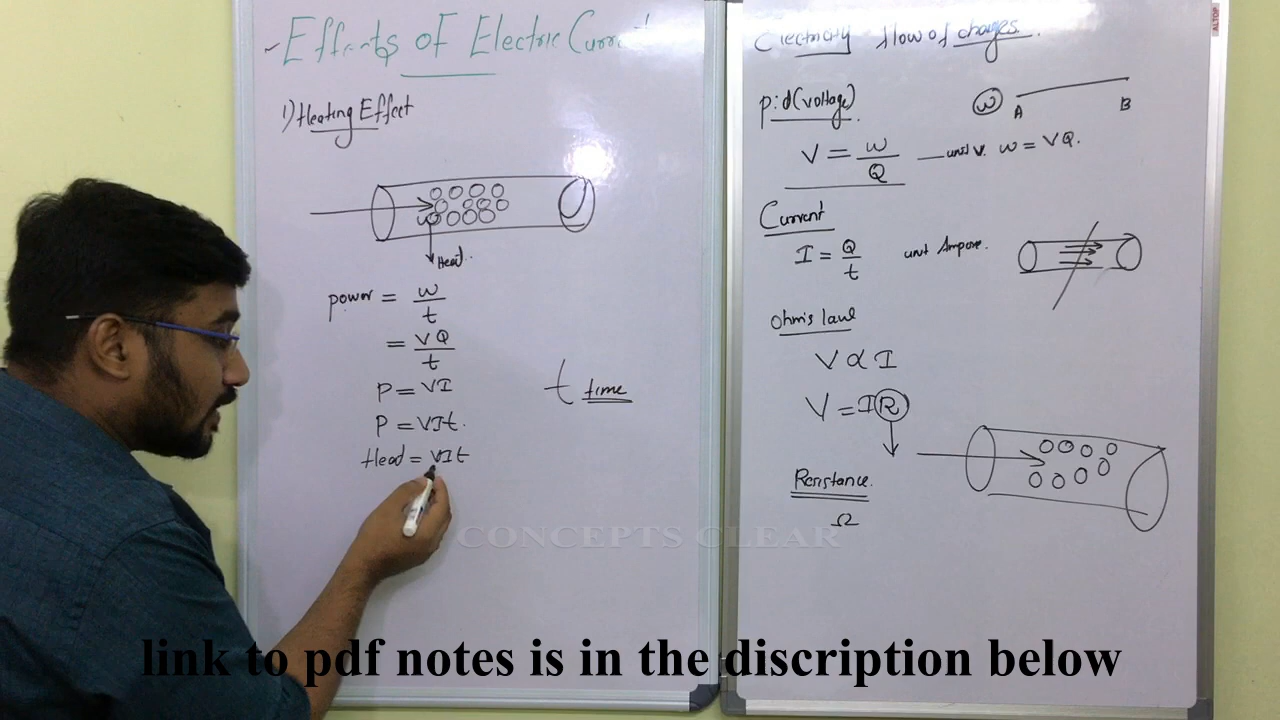 Effects of Electric Current
1) Heating Effect
Heat.
power = w/t
= VQ/t
P = VI
P = VIt.
Head = VIt
t time
Electricity flow of charges.
p.d (voltage)
w
A B
V = w/Q — unit v. w = VQ.
Current
I = Q/t unit Ampere.
Ohm's law
V ∝ I
V = IR
Resistance.
Ω
ALTOP
CONCEPTS CLEAR
link to pdf notes is in the discription below